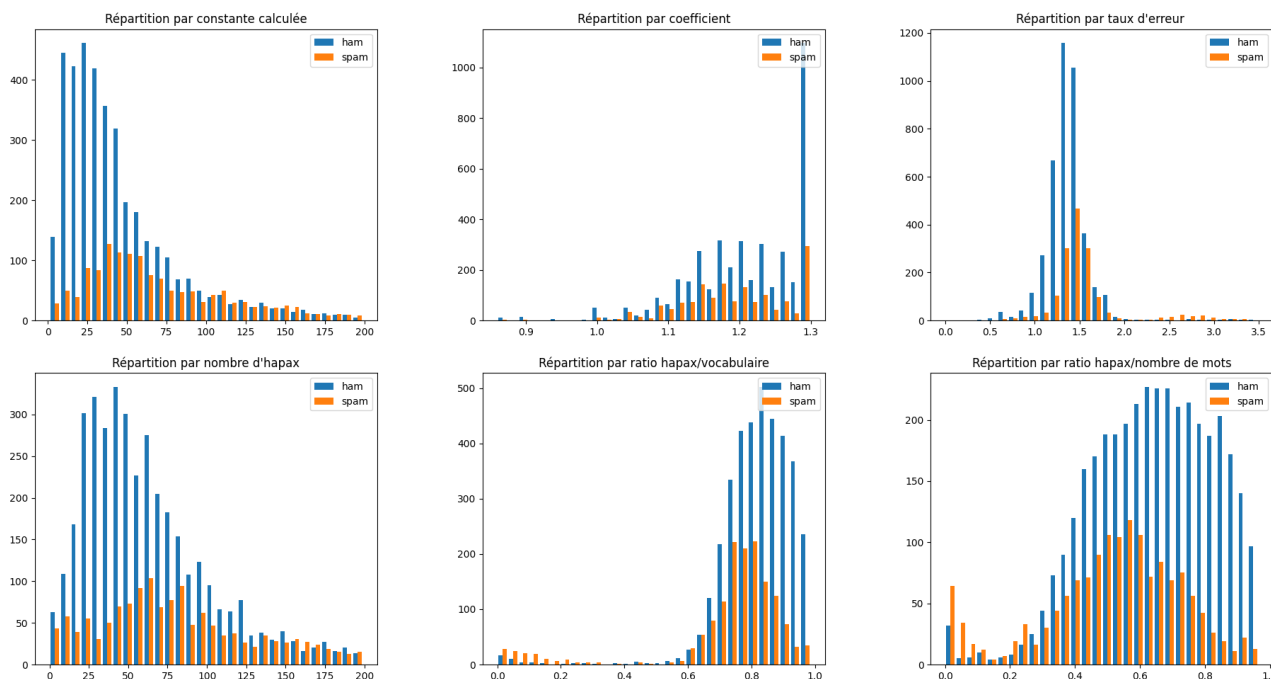 Répartition par constante calculée
ham
spam
400
300
200
100
0
0 25 50 75 100 125 150 175 200
Répartition par coefficient
ham
spam
1000
800
600
400
200
0
0.9 1.0 1.1 1.2 1.3
Répartition par taux d'erreur
ham
spam
1200
1000
800
600
400
200
0
0.0 0.5 1.0 1.5 2.0 2.5 3.0 3.5
Répartition par nombre d'hapax
ham
spam
300
250
200
150
100
50
0
0 25 50 75 100 125 150 175 200
Répartition par ratio hapax/vocabulaire
ham
spam
500
400
300
200
100
0
0.0 0.2 0.4 0.6 0.8 1.0
Répartition par ratio hapax/nombre de mots
ham
spam
200
150
100
50
0
0.0 0.2 0.4 0.6 0.8